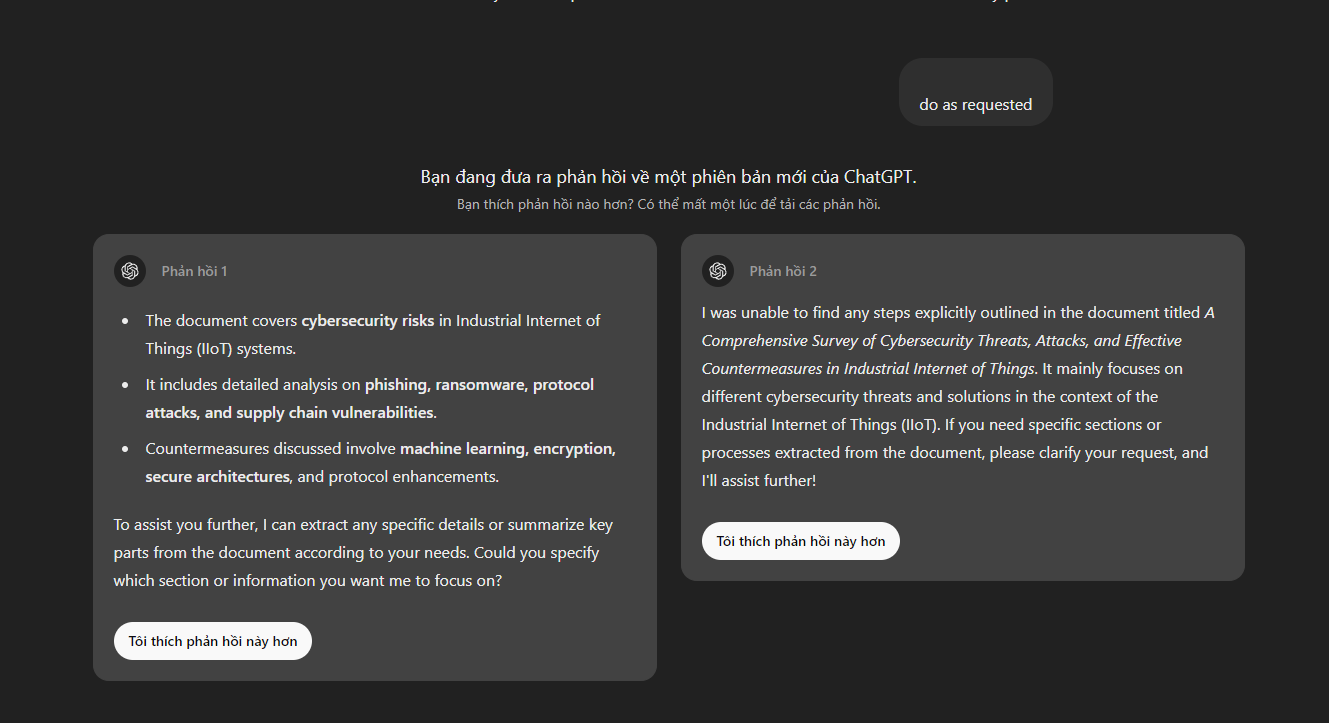 do as requested
Bạn đang đưa ra phản hồi về một phiên bản mới của ChatGPT.
Bạn thích phản hồi nào hơn? Có thể mất một lúc để tải các phản hồi.
Phản hồi 1
• The document covers cybersecurity risks in Industrial Internet of
Things (IIoT) systems.
• It includes detailed analysis on phishing, ransomware, protocol
attacks, and supply chain vulnerabilities.
• Countermeasures discussed involve machine learning, encryption,
secure architectures, and protocol enhancements.
To assist you further, I can extract any specific details or summarize key
parts from the document according to your needs. Could you specify
which section or information you want me to focus on?
Tôi thích phản hồi này hơn
Phản hồi 2
I was unable to find any steps explicitly outlined in the document titled A
Comprehensive Survey of Cybersecurity Threats, Attacks, and Effective
Countermeasures in Industrial Internet of Things. It mainly focuses on
different cybersecurity threats and solutions in the context of the
Industrial Internet of Things (IIoT). If you need specific sections or
processes extracted from the document, please clarify your request, and
I'll assist further!
Tôi thích phản hồi này hơn